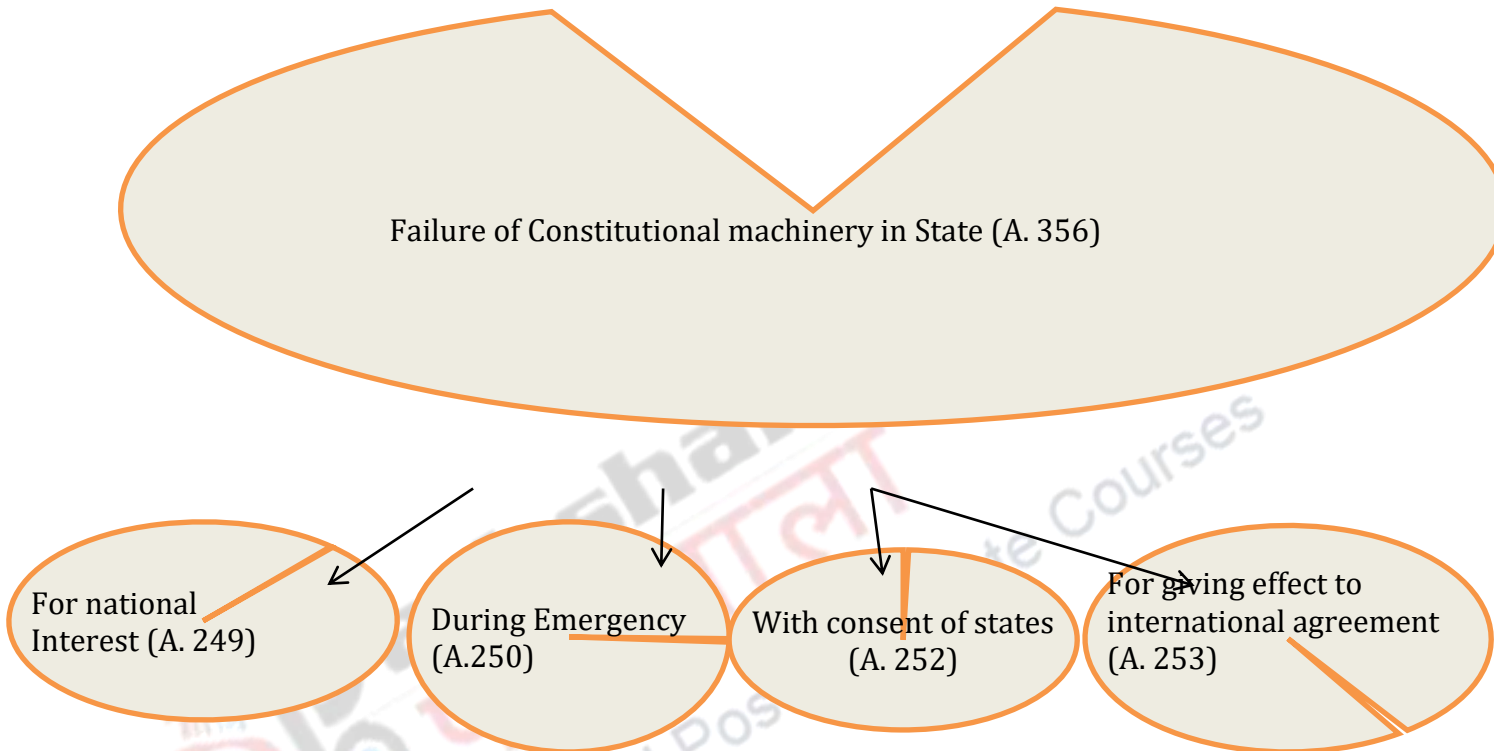 Failure of Constitutional machinery in State (A. 356)
For national
Interest (A. 249)
During Emergency
(A.250)
With consent of states
(A. 252)
For giving effect to
international agreement
(A. 253)
Courses